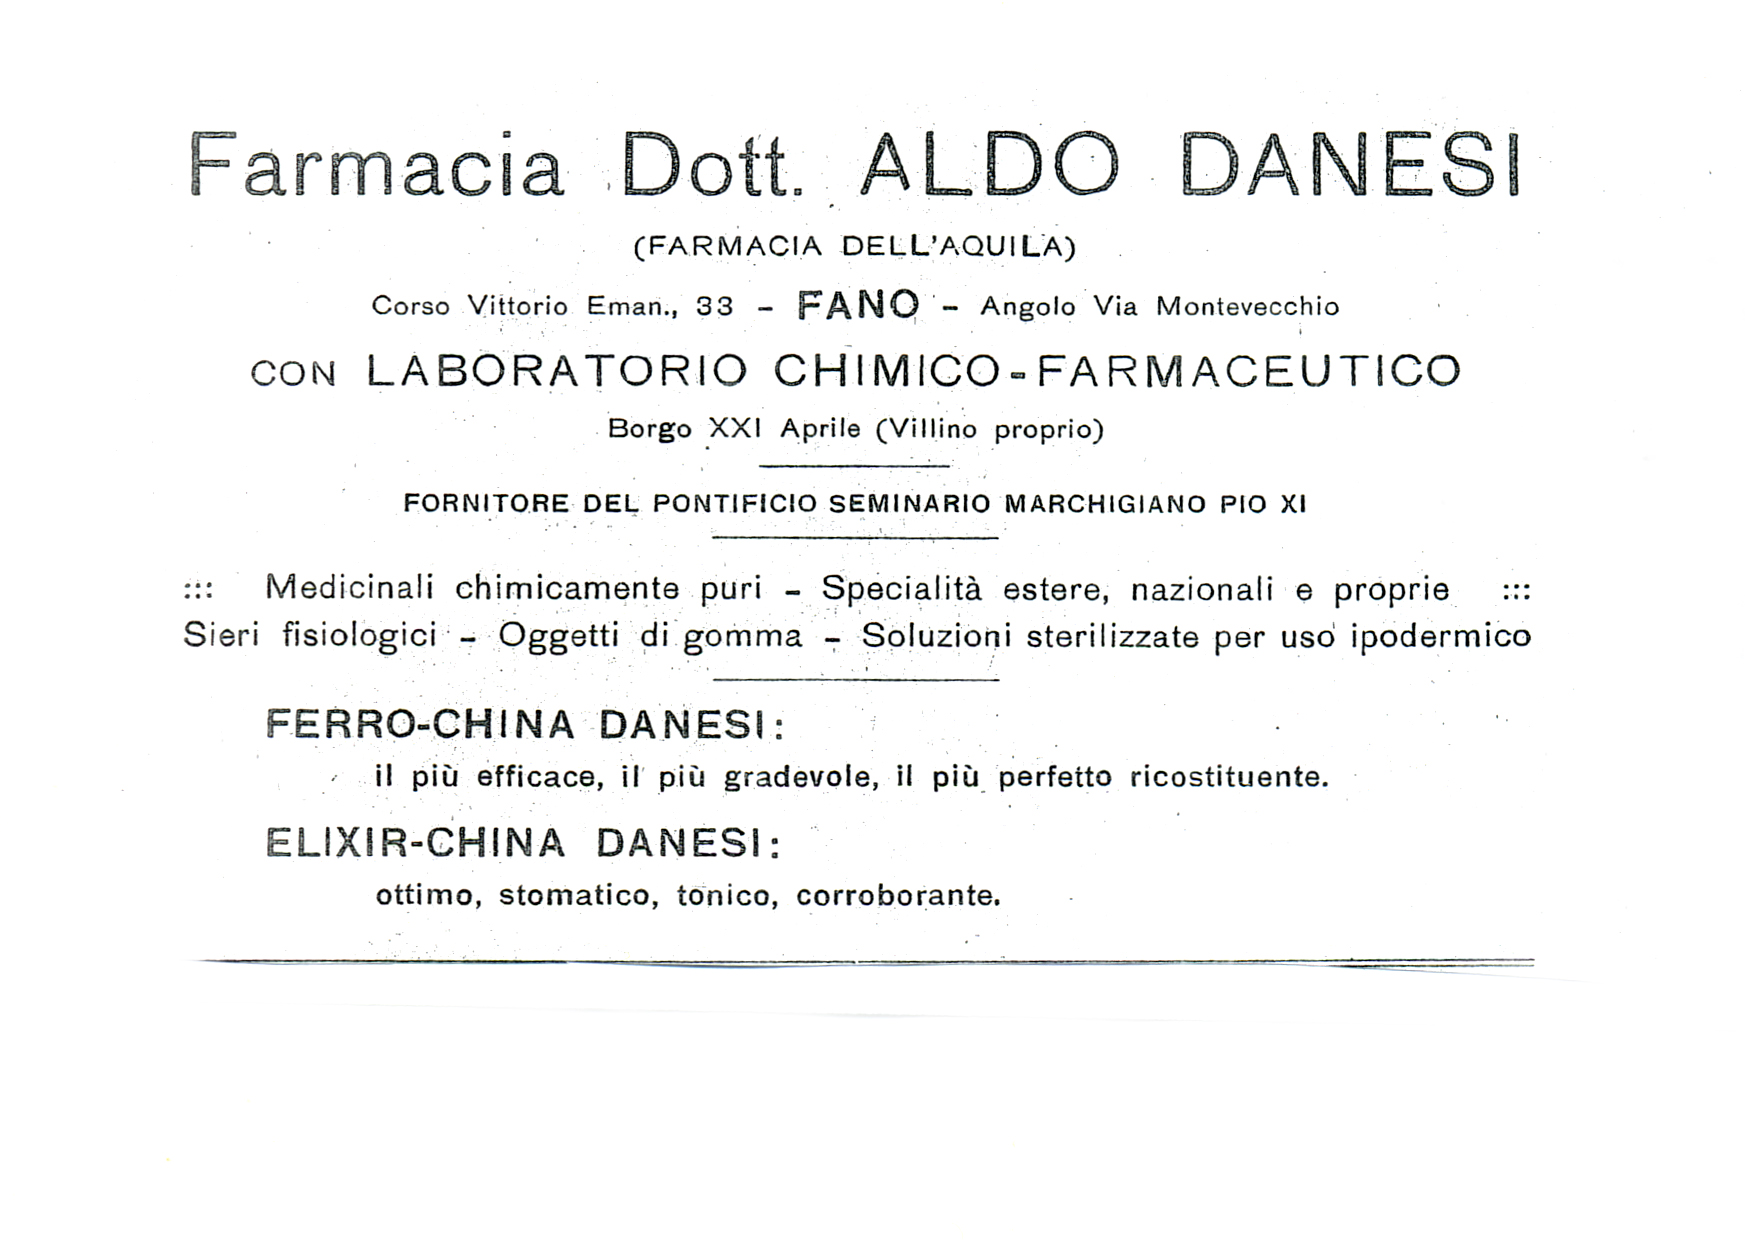 Farmacia Dott. ALDO DANESI
(FARMACIA DELL'AQUILA)
Corso Vittorio Eman., 33 - FANO - Angolo Via Montevecchio
CON LABORATORIO CHIMICO-FARMACEUTICO
Borgo XXI Aprile (Villino proprio)
FORNITORE DEL PONTIFICIO SEMINARIO MARCHIGIANO PIO XI
::: Medicinali chimicamente puri - Specialità estere, nazionali e proprie :::
Sieri fisiologici - Oggetti di gomma - Soluzioni sterilizzate per uso ipodermico
FERRO-CHINA DANESI:
il più efficace, il più gradevole, il più perfetto ricostituente.
ELIXIR-CHINA DANESI:
ottimo, stomatico, tonico, corroborante.